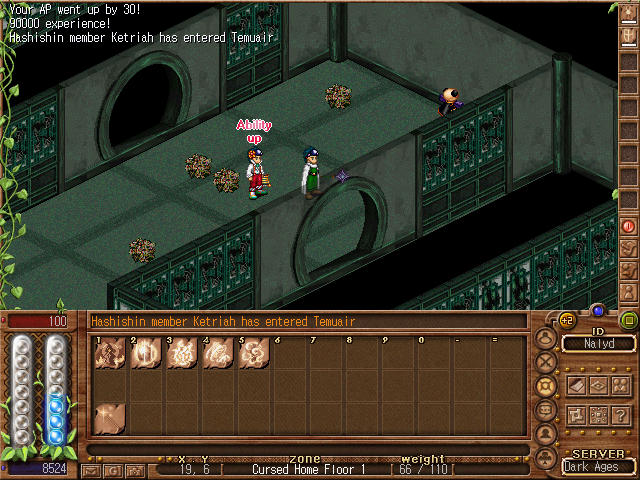 Your AP went up by 30!
90000 experience!
Hashishin member Ketriah has entered Temuair
Ability
up
100
Hashishin member Ketriah has entered Temuair
+2
1 2 3 4 5 6 7 8 9 0 - =
ID
Nalyd
8524
X Y zone weight
19, 6 [ Cursed Home Floor 1 ] [ 66 / 110 ]
SERVER
Dark Ages